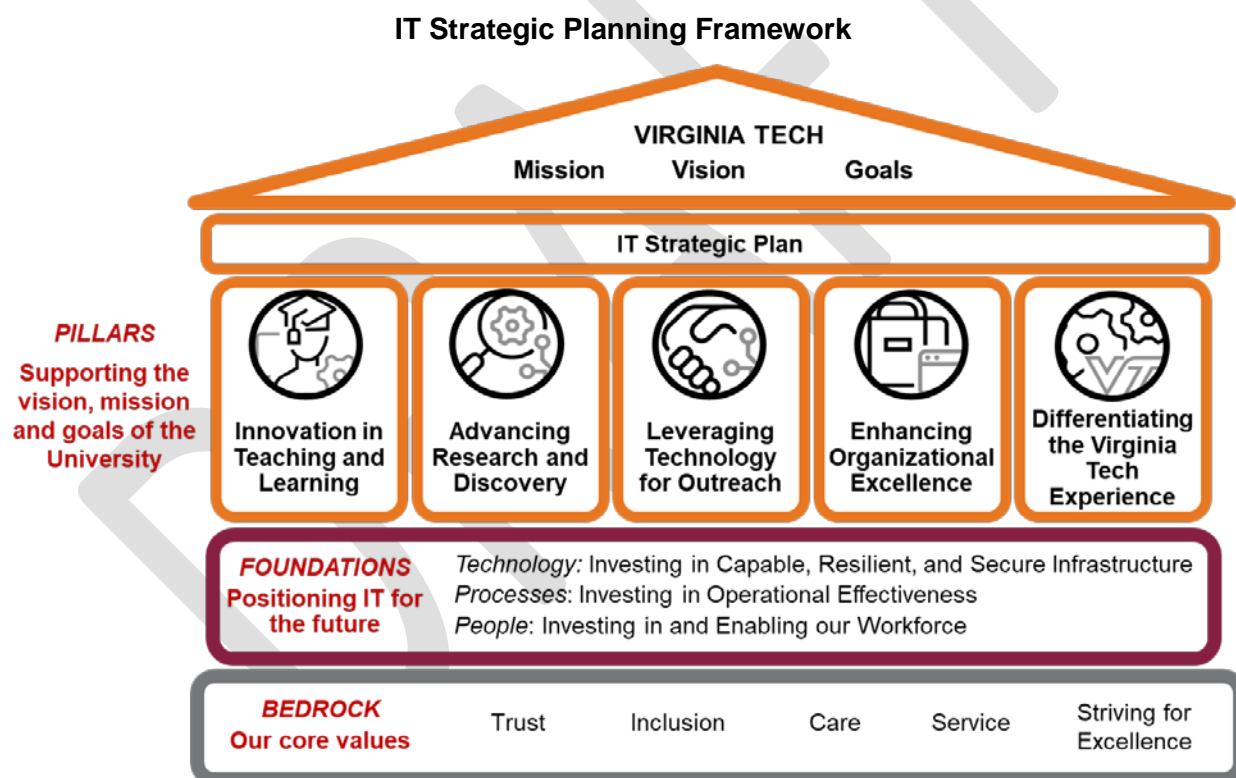 IT Strategic Planning Framework
VIRGINIA TECH
Mission Vision Goals
IT Strategic Plan
PILLARS
Supporting the
vision, mission
and goals of the
University
Innovation in
Teaching and
Learning
Advancing
Research and
Discovery
Leveraging
Technology
for Outreach
Enhancing
Organizational
Excellence
VT
Differentiating
the Virginia
Tech
Experience
FOUNDATIONS
Positioning IT for
the future
Technology: Investing in Capable, Resilient, and Secure Infrastructure
Processes: Investing in Operational Effectiveness
People: Investing in and Enabling our Workforce
BEDROCK
Our core values
Trust
Inclusion
Care
Service
Striving for
Excellence
DRAFT